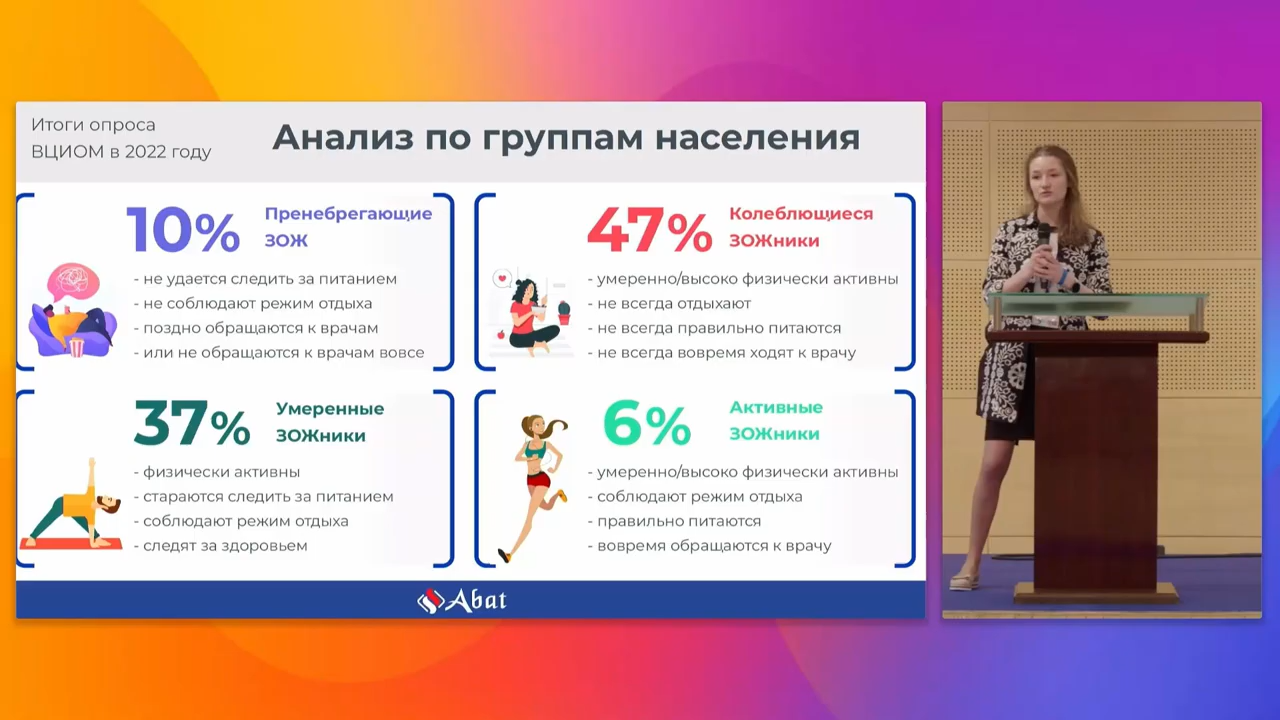 Итоги опроса
ВЦИОМ в 2022 году
Анализ по группам населения
10%
Пренебрегающие
ЗОЖ
- не удается следить за питанием
- не соблюдают режим отдыха
- поздно обращаются к врачам
- или не обращаются к врачам вовсе
47%
Колеблющиеся
ЗОЖники
- умеренно/высоко физически активны
- не всегда отдыхают
- не всегда правильно питаются
- не всегда вовремя ходят к врачу
37%
Умеренные
ЗОЖники
- физически активны
- стараются следить за питанием
- соблюдают режим отдыха
- следят за здоровьем
6%
Активные
ЗОЖники
- умеренно/высоко физически активны
- соблюдают режим отдыха
- правильно питаются
- вовремя обращаются к врачу
Abat